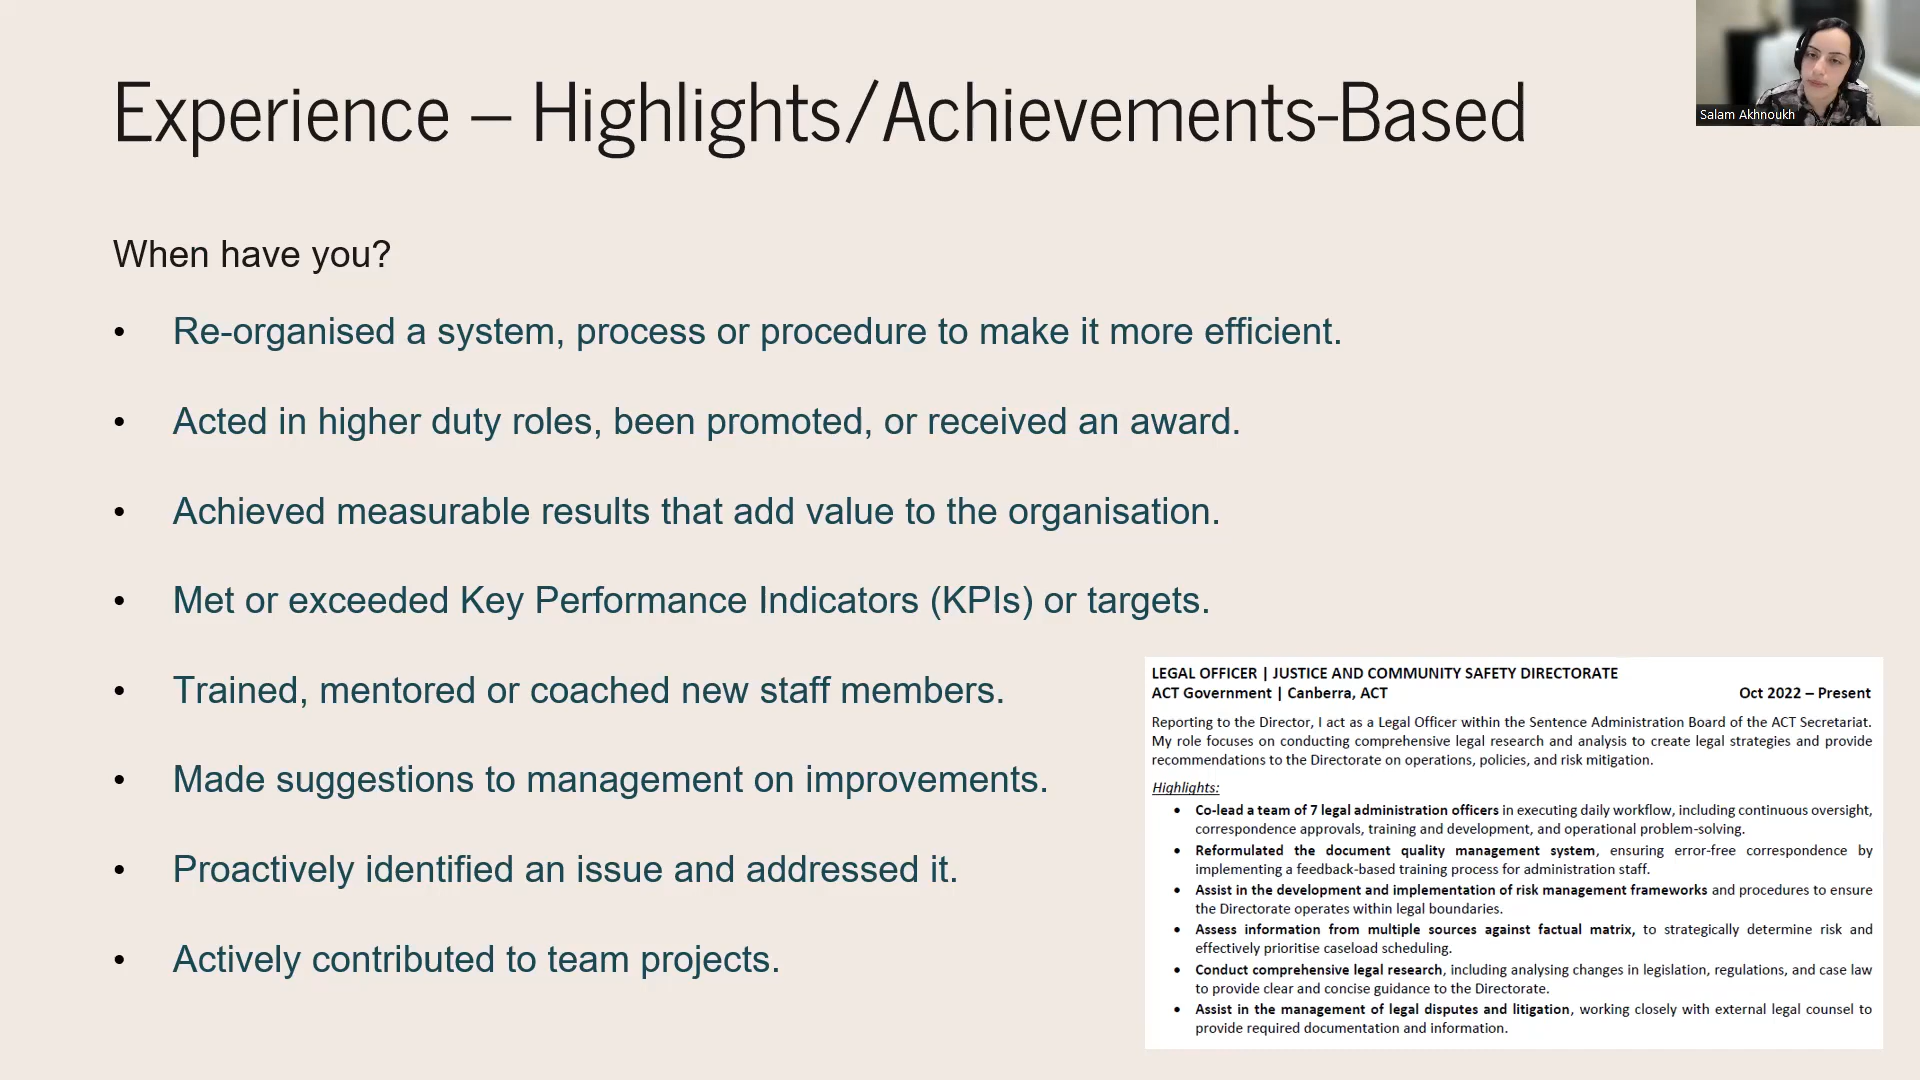 Experience – Highlights/Achievements-Based
Salam Akhnoukh
When have you?
• Re-organised a system, process or procedure to make it more efficient.
• Acted in higher duty roles, been promoted, or received an award.
• Achieved measurable results that add value to the organisation.
• Met or exceeded Key Performance Indicators (KPIs) or targets.
• Trained, mentored or coached new staff members.
• Made suggestions to management on improvements.
• Proactively identified an issue and addressed it.
• Actively contributed to team projects.
LEGAL OFFICER | JUSTICE AND COMMUNITY SAFETY DIRECTORATE
ACT Government | Canberra, ACT Oct 2022 – Present
Reporting to the Director, I act as a Legal Officer within the Sentence Administration Board of the ACT Secretariat.
My role focuses on conducting comprehensive legal research and analysis to create legal strategies and provide
recommendations to the Directorate on operations, policies, and risk mitigation.
Highlights:
• Co-lead a team of 7 legal administration officers in executing daily workflow, including continuous oversight,
correspondence approvals, training and development, and operational problem-solving.
• Reformulated the document quality management system, ensuring error-free correspondence by
implementing a feedback-based training process for administration staff.
• Assist in the development and implementation of risk management frameworks and procedures to ensure
the Directorate operates within legal boundaries.
• Assess information from multiple sources against factual matrix, to strategically determine risk and
effectively prioritise caseload scheduling.
• Conduct comprehensive legal research, including analysing changes in legislation, regulations, and case law
to provide clear and concise guidance to the Directorate.
• Assist in the management of legal disputes and litigation, working closely with external legal counsel to
provide required documentation and information.